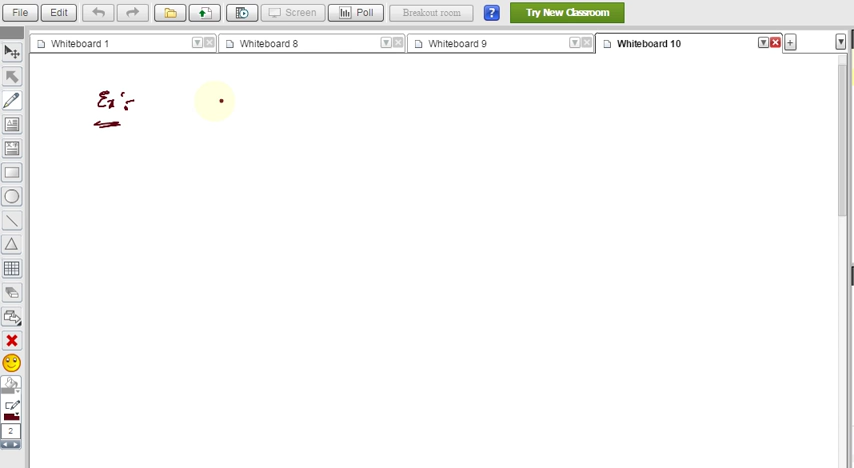 File Edit Screen Poll Breakout room ? Try New Classroom
Whiteboard 1 Whiteboard 8 Whiteboard 9 Whiteboard 10 +
Ex:-
2